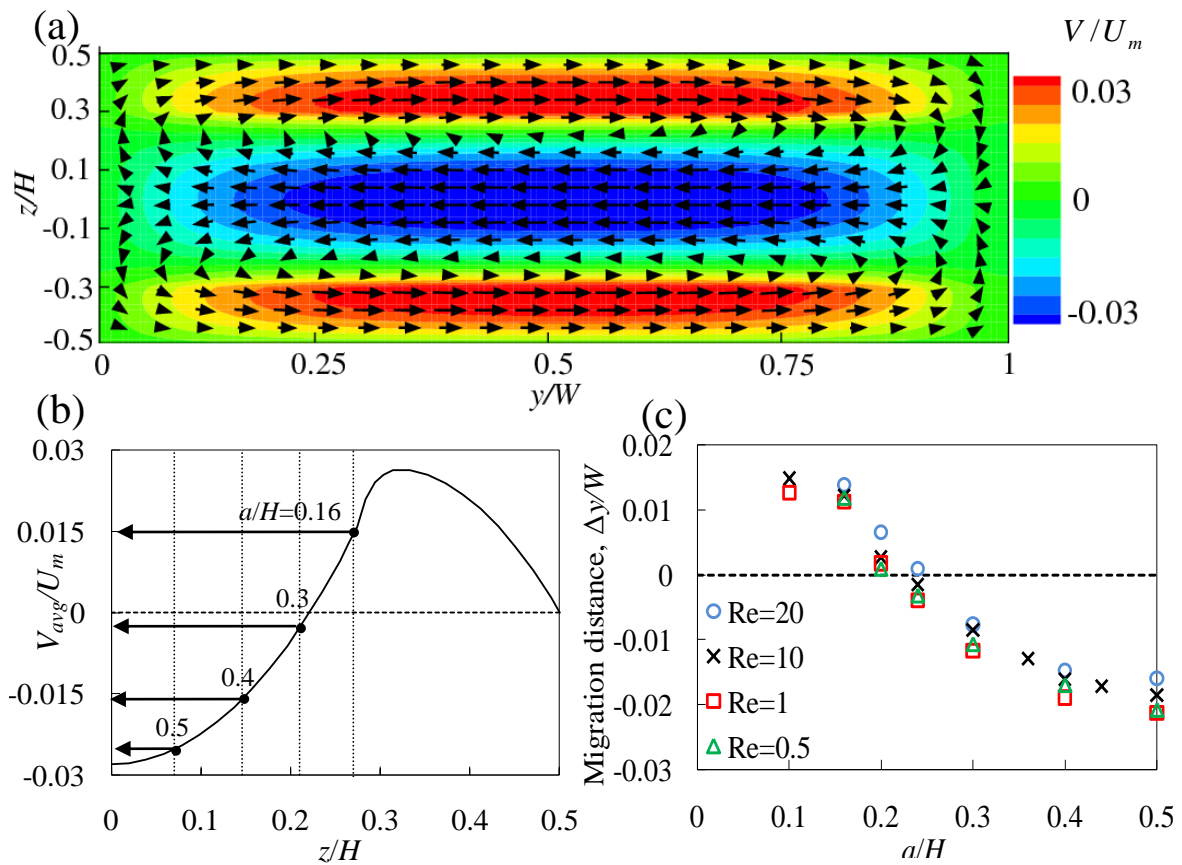 (a)
V/U_m
0.5
0.3
0.1
-0.1
-0.3
-0.5
z/H
0.03
0
-0.03
0 0.25 0.5 0.75 1
y/W
(b)
0.03
0.015
0
-0.015
-0.03
V_avg/U_m
a/H=0.16
0.3
0.4
0.5
0 0.1 0.2 0.3 0.4 0.5
z/H
(c)
0.02
0.01
0
-0.01
-0.02
-0.03
Migration distance, Δy/W
Re=20
Re=10
Re=1
Re=0.5
0 0.1 0.2 0.3 0.4 0.5
a/H